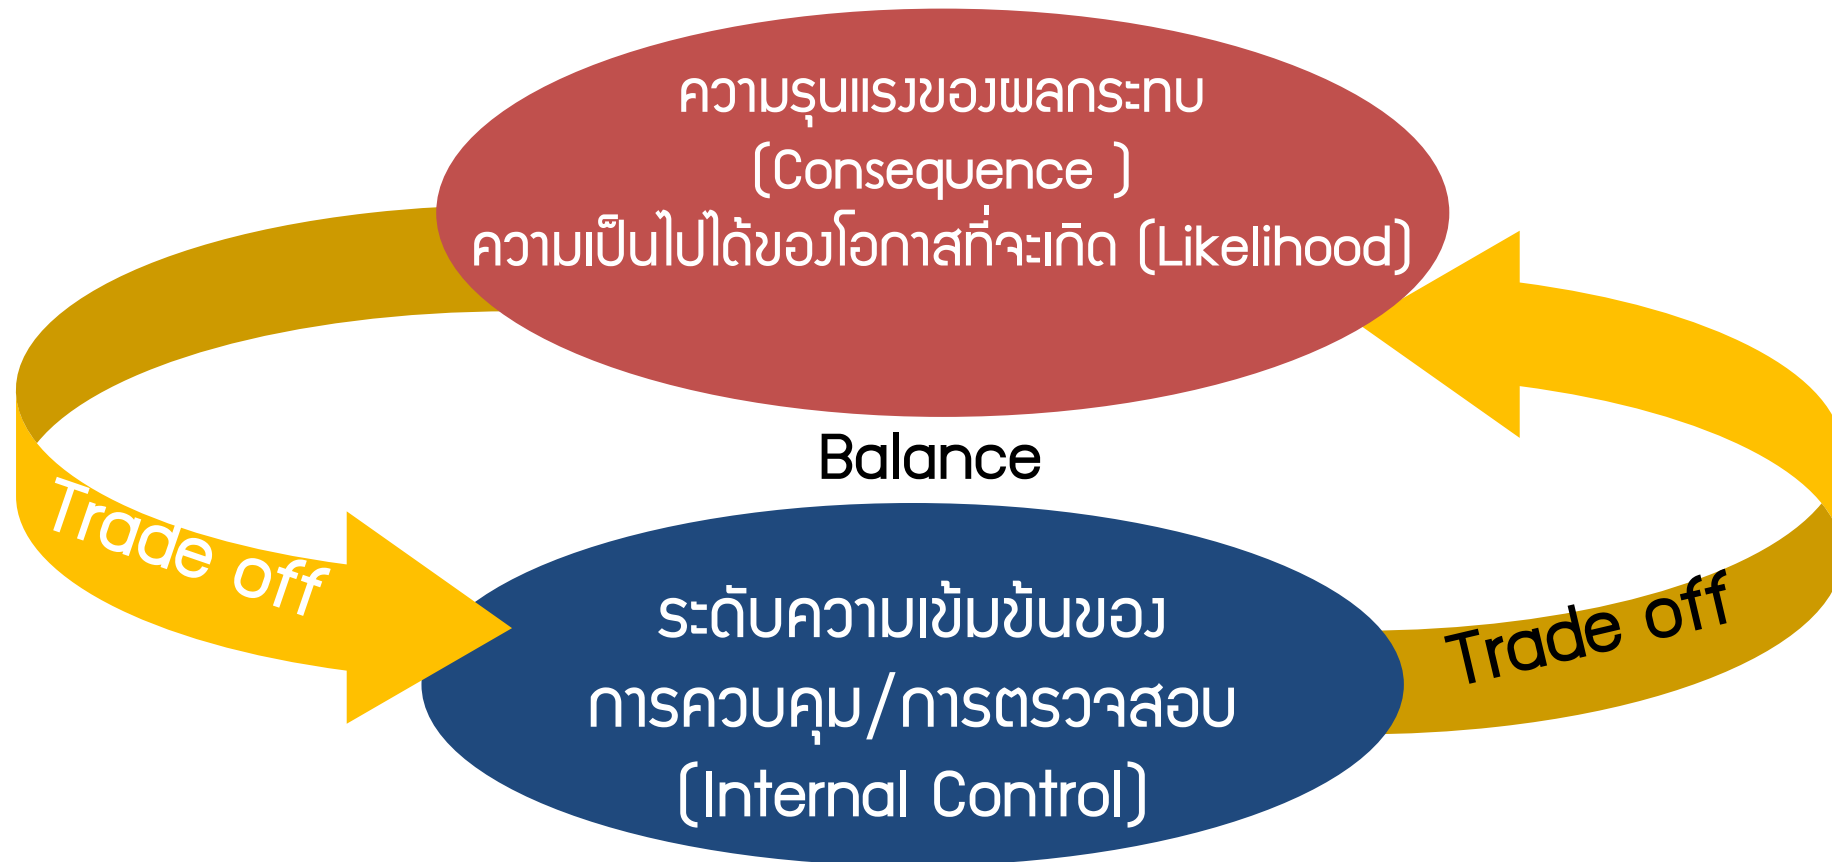 ความรุนแรงของผลกระทบ
(Consequence )
ความเป็นไปได้ของโอกาสที่จะเกิด (Likelihood)
Balance
Trade off
ระดับความเข้มข้นของ
การควบคุม/การตรวจสอบ
(Internal Control)
Trade off